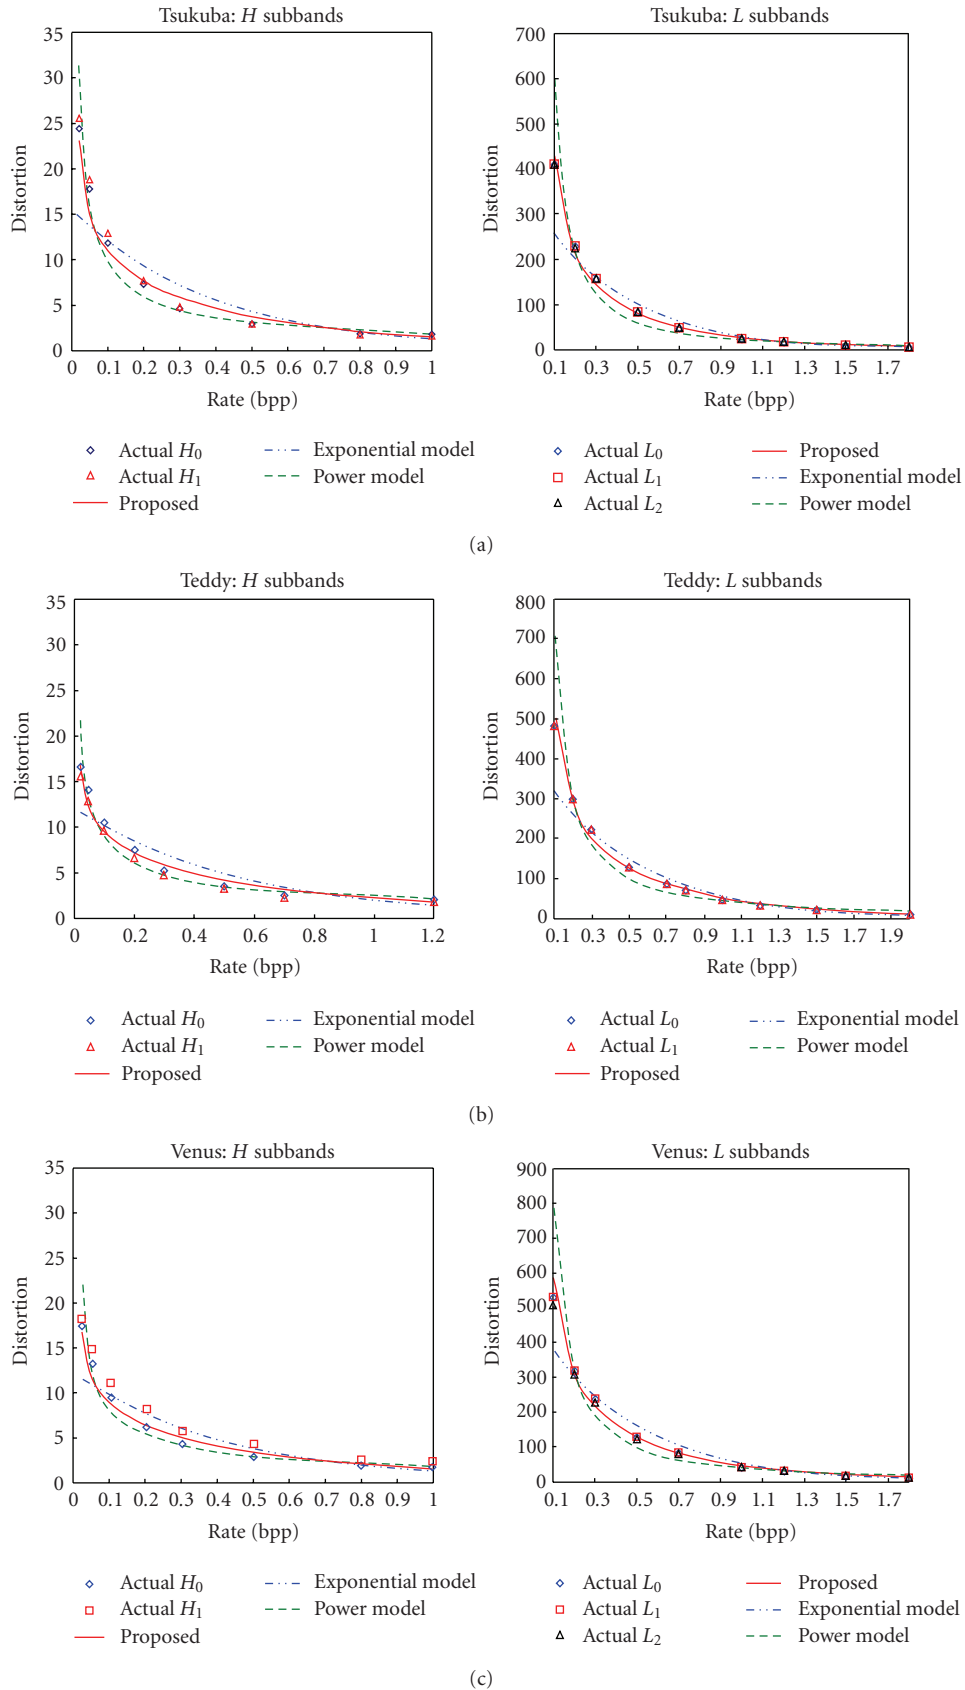 Tsukuba: H subbands
35
30
25
20
15
10
5
0
Distortion
0 0.1 0.2 0.3 0.4 0.5 0.6 0.7 0.8 0.9 1
Rate (bpp)
Actual H0
Actual H1
Proposed
Exponential model
Power model
Tsukuba: L subbands
700
600
500
400
300
200
100
0
Distortion
0.1 0.3 0.5 0.7 0.9 1.1 1.3 1.5 1.7
Rate (bpp)
Actual L0
Actual L1
Actual L2
Proposed
Exponential model
Power model
(a)
Teddy: H subbands
35
30
25
20
15
10
5
0
Distortion
0 0.2 0.4 0.6 0.8 1 1.2
Rate (bpp)
Actual H0
Actual H1
Proposed
Exponential model
Power model
Teddy: L subbands
800
700
600
500
400
300
200
100
0
Distortion
0.1 0.3 0.5 0.7 0.9 1.1 1.3 1.5 1.7 1.9
Rate (bpp)
Actual L0
Actual L1
Proposed
Exponential model
Power model
(b)
Venus: H subbands
35
30
25
20
15
10
5
0
Distortion
0 0.1 0.2 0.3 0.4 0.5 0.6 0.7 0.8 0.9 1
Rate (bpp)
Actual H0
Actual H1
Proposed
Exponential model
Power model
Venus: L subbands
900
800
700
600
500
400
300
200
100
0
Distortion
0.1 0.3 0.5 0.7 0.9 1.1 1.3 1.5 1.7
Rate (bpp)
Actual L0
Actual L1
Actual L2
Proposed
Exponential model
Power model
(c)